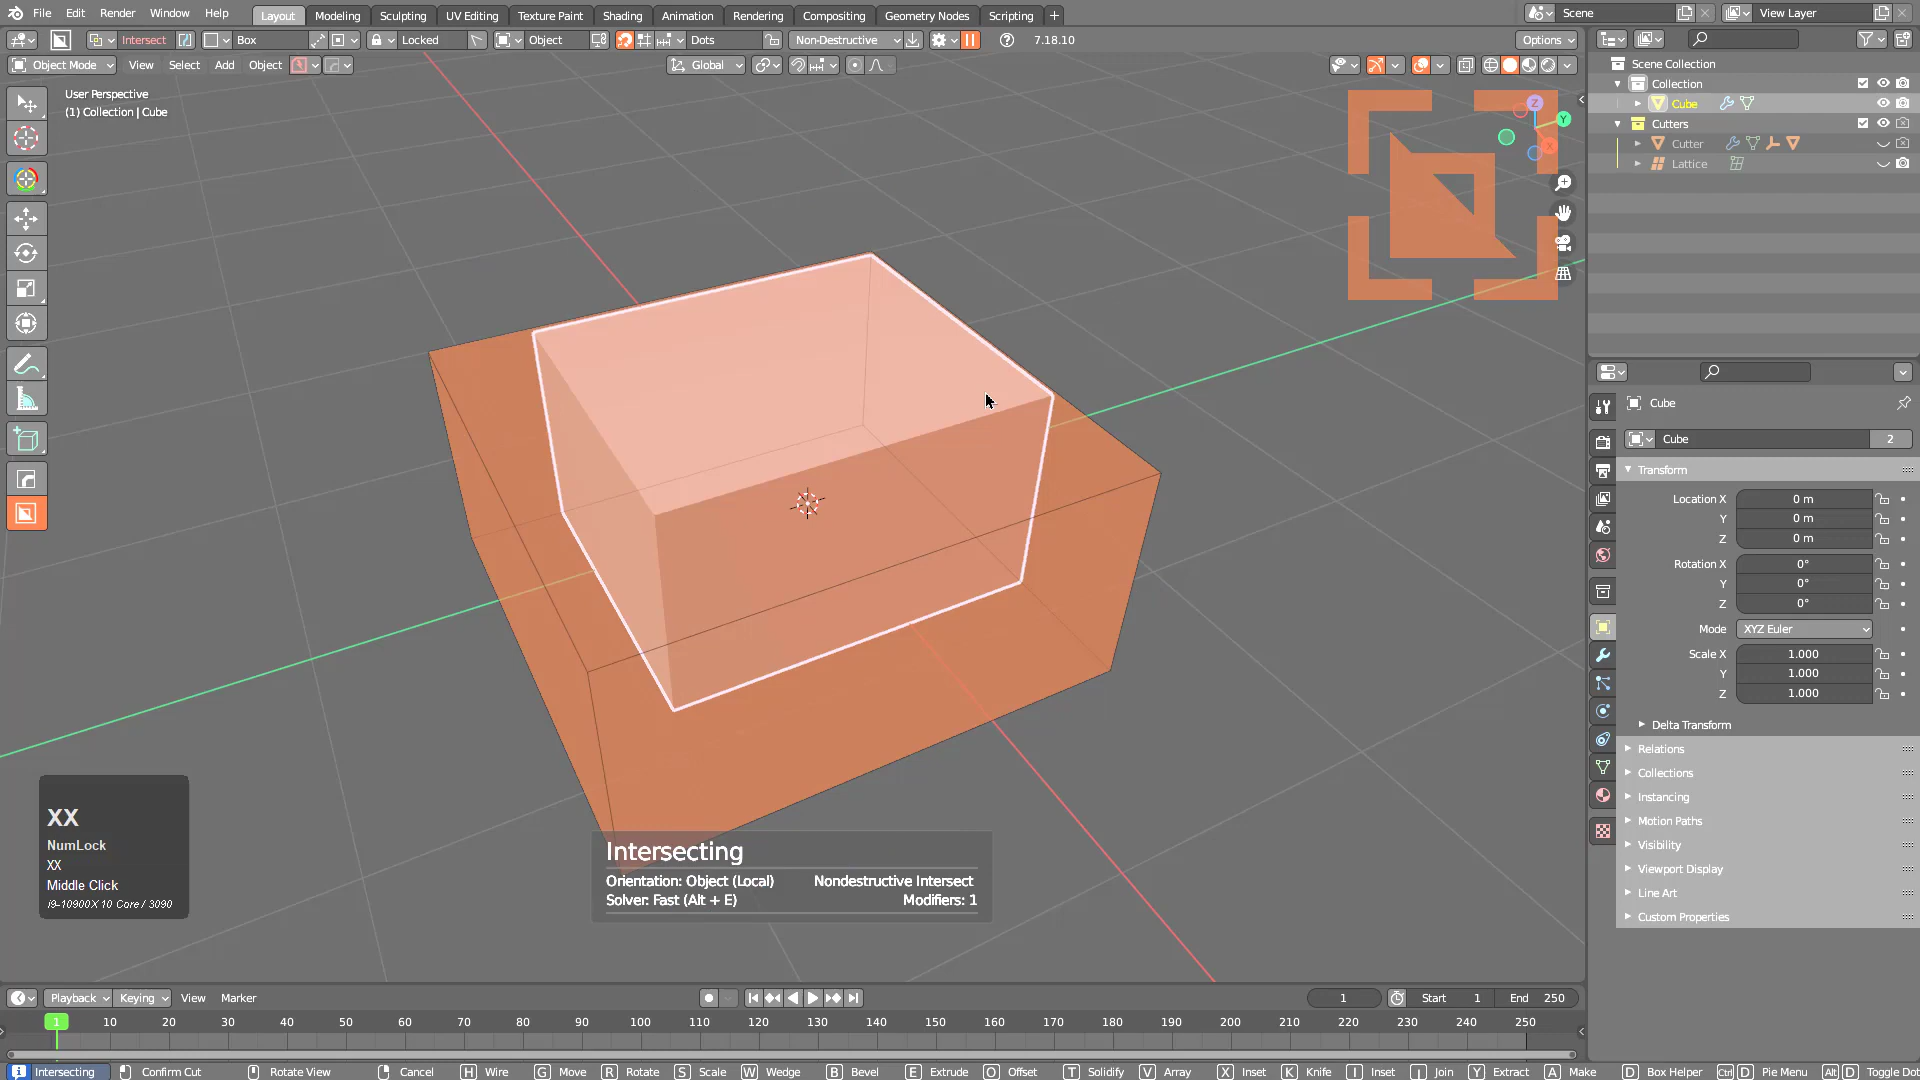 File Edit Render Window Help
Layout Modeling Sculpting UV Editing Texture Paint Shading Animation Rendering Compositing Geometry Nodes Scripting +
Scene
View Layer
Intersect Box Locked Object Dots Non-Destructive 7.18.10 Options
Object Mode View Select Add Object Global
User Perspective
(1) Collection | Cube
Z
Y
X
Scene Collection
Collection
Cube
Cutters
Cutter
Lattice
Cube
Cube 2
Transform
Location X 0 m
Y 0 m
Z 0 m
Rotation X 0°
Y 0°
Z 0°
Mode XYZ Euler
Scale X 1.000
Y 1.000
Z 1.000
Delta Transform
Relations
Collections
Instancing
Motion Paths
Visibility
Viewport Display
Line Art
Custom Properties
XX
NumLock
XX
Middle Click
i9-10900X 10 Core / 3090
Intersecting
Orientation: Object (Local) Nondestructive Intersect
Solver: Fast (Alt + E) Modifiers: 1
Playback Keying View Marker 1 Start 1 End 250
1 10 20 30 40 50 60 70 80 90 100 110 120 130 140 150 160 170 180 190 200 210 220 230 240 250
Intersecting Confirm Cut Rotate View Cancel H Wire G Move R Rotate S Scale W Wedge B Bevel E Extrude O Offset T Solidify V Array X Inset K Knife I Inset J Join Y Extract A Make D Box Helper Ctrl D Pie Menu Alt D Toggle Dot